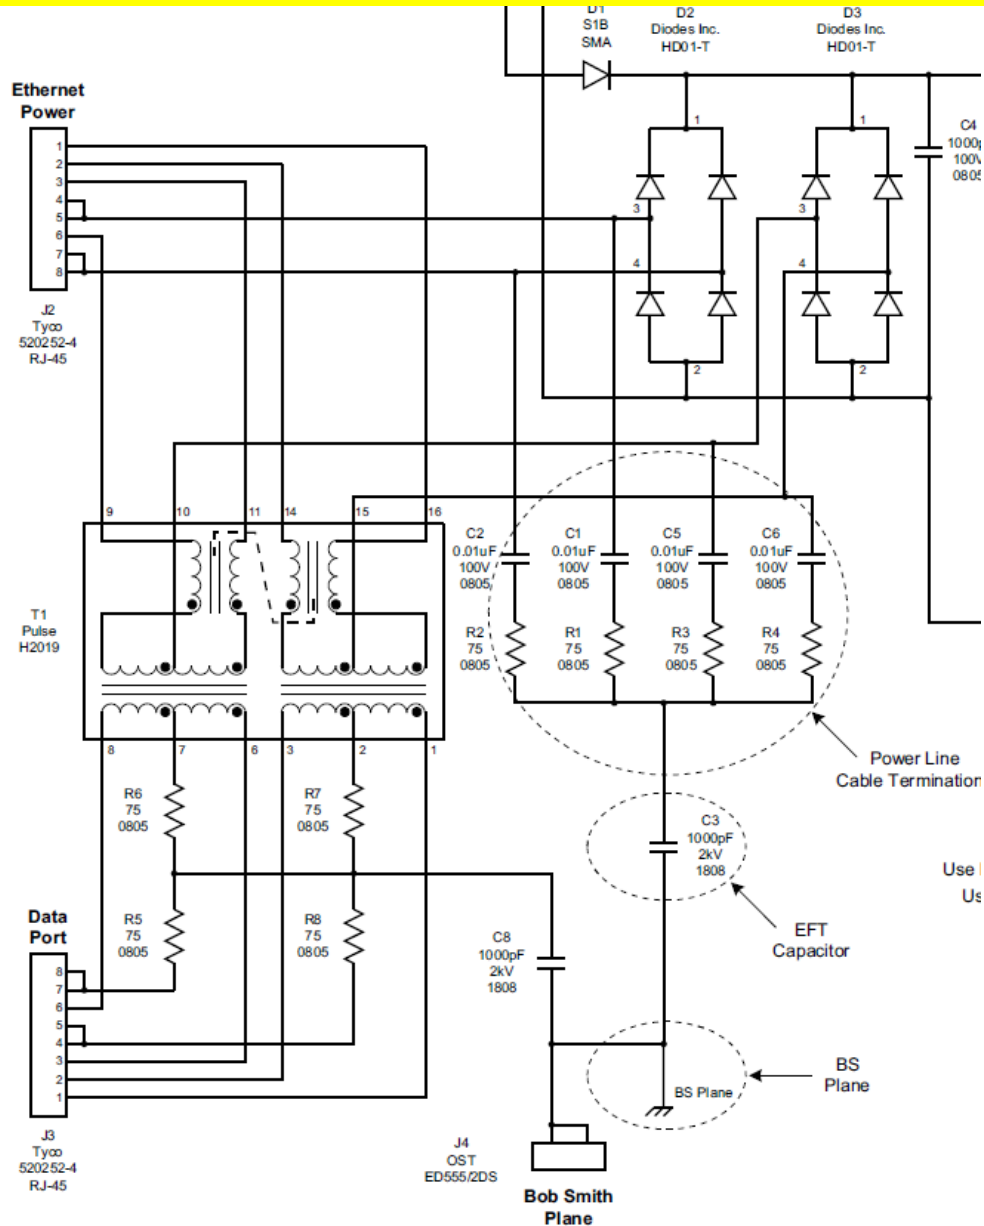 D1
S1B
SMA
D2
Diodes Inc.
HD01-T
D3
Diodes Inc.
HD01-T
Ethernet
Power
1
2
3
4
5
6
7
8
J2
Tyco
520252-4
RJ-45
1
3
4
2
1
3
4
2
C4
1000p
100V
0805
9
10
11
14
15
16
T1
Pulse
H2019
8
7
6
3
2
1
C2
0.01uF
100V
0805
C1
0.01uF
100V
0805
C5
0.01uF
100V
0805
C6
0.01uF
100V
0805
R2
75
0805
R1
75
0805
R3
75
0805
R4
75
0805
Power Line
Cable Termination
R6
75
0805
R7
75
0805
C3
1000pF
2kV
1808
EFT
Capacitor
Use
Us
R5
75
0805
R8
75
0805
C8
1000pF
2kV
1808
Data
Port
8
7
6
5
4
3
2
1
J3
Tyco
520252-4
RJ-45
BS Plane
BS
Plane
J4
OST
ED555/2DS
Bob Smith
Plane